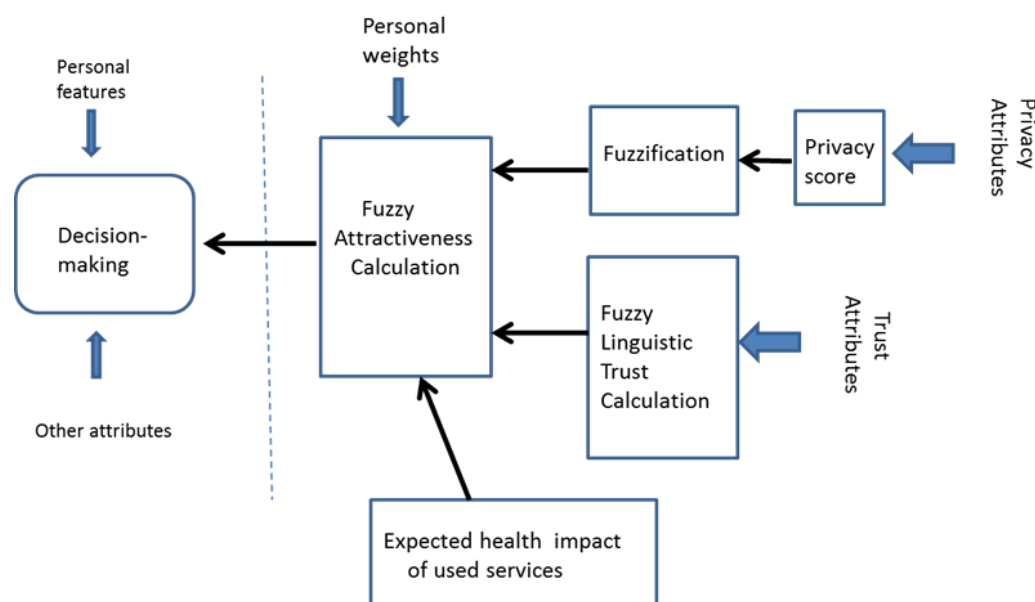 Personal
weights
Personal
features
Privacy
Attributes
Fuzzification
Privacy
score
Decision-
making
Fuzzy
Attractiveness
Calculation
Fuzzy
Linguistic
Trust
Calculation
Trust
Attributes
Other attributes
Expected health impact
of used services